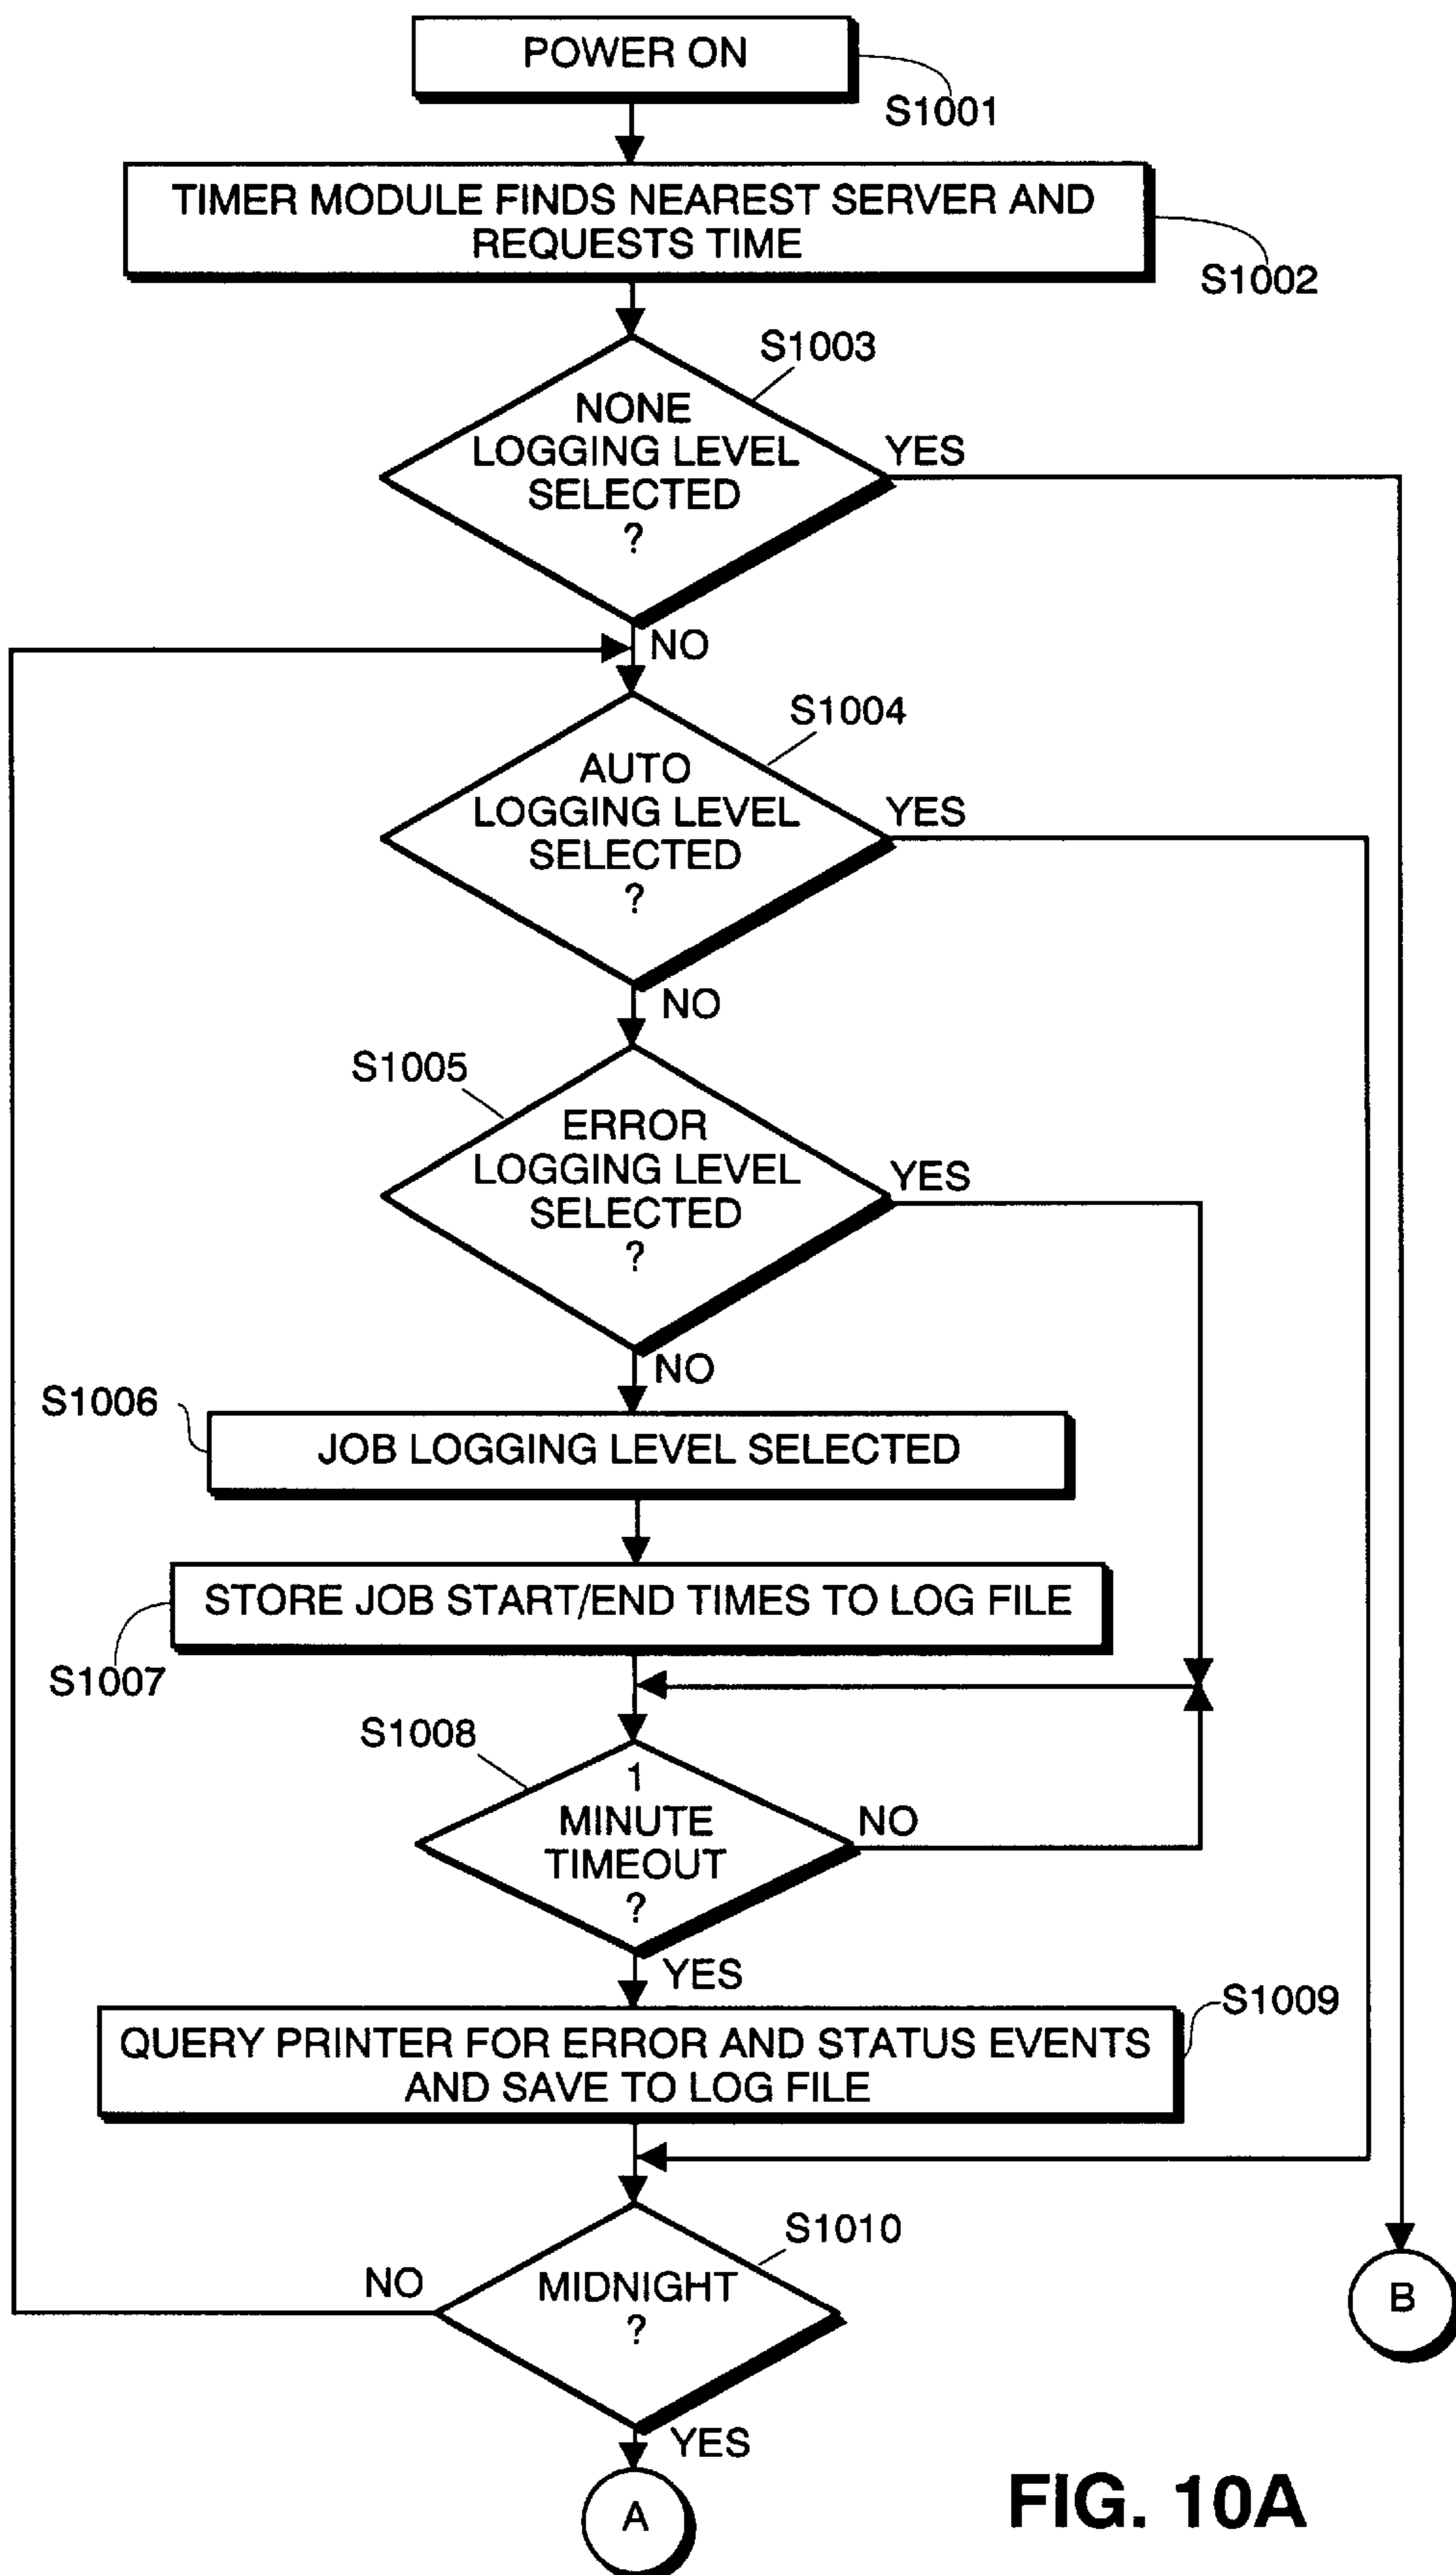 POWER ON
S1001
TIMER MODULE FINDS NEAREST SERVER AND
REQUESTS TIME
S1002
S1003
NONE
LOGGING LEVEL
SELECTED
?
YES
NO
S1004
AUTO
LOGGING LEVEL
SELECTED
?
YES
NO
S1005
ERROR
LOGGING LEVEL
SELECTED
?
YES
NO
S1006
JOB LOGGING LEVEL SELECTED
STORE JOB START/END TIMES TO LOG FILE
S1007
S1008
1
MINUTE
TIMEOUT
?
NO
YES
S1009
QUERY PRINTER FOR ERROR AND STATUS EVENTS
AND SAVE TO LOG FILE
S1010
MIDNIGHT
?
NO
YES
B
A
FIG. 10A